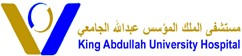 مستشفى الملك المؤسس عبدالله الجامعي
King Abdullah University Hospital